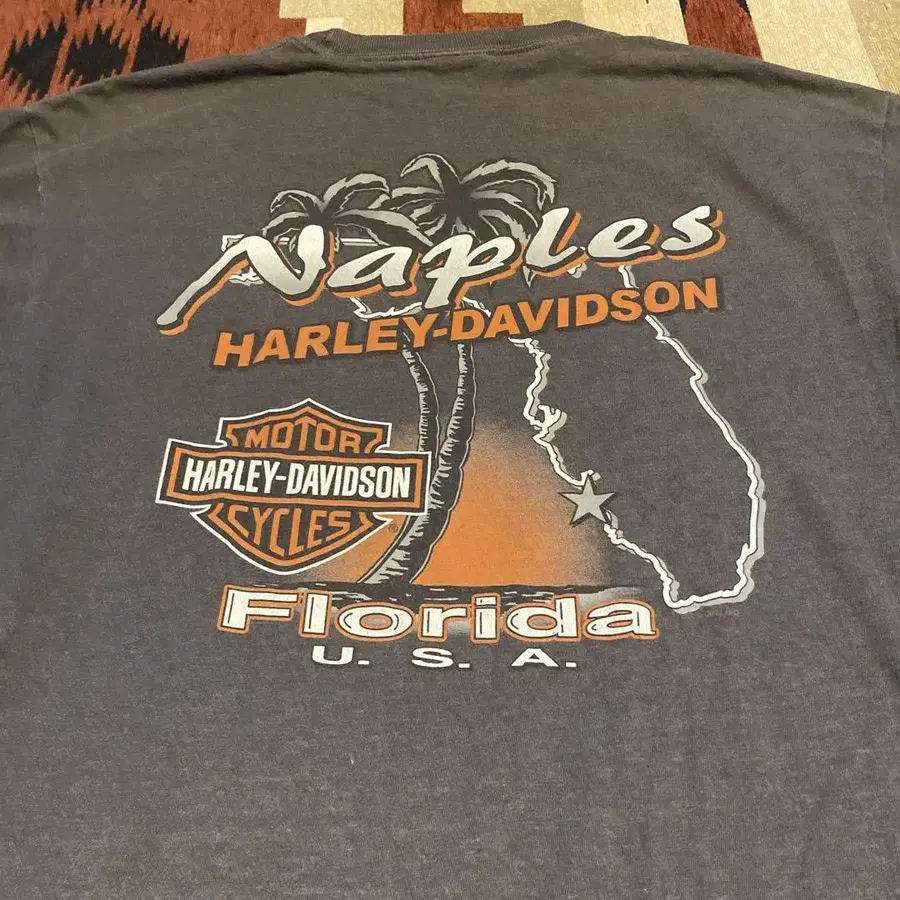 Naples
HARLEY-DAVIDSON
MOTOR
HARLEY-DAVIDSON
CYCLES
®
Florida
U. S. A.